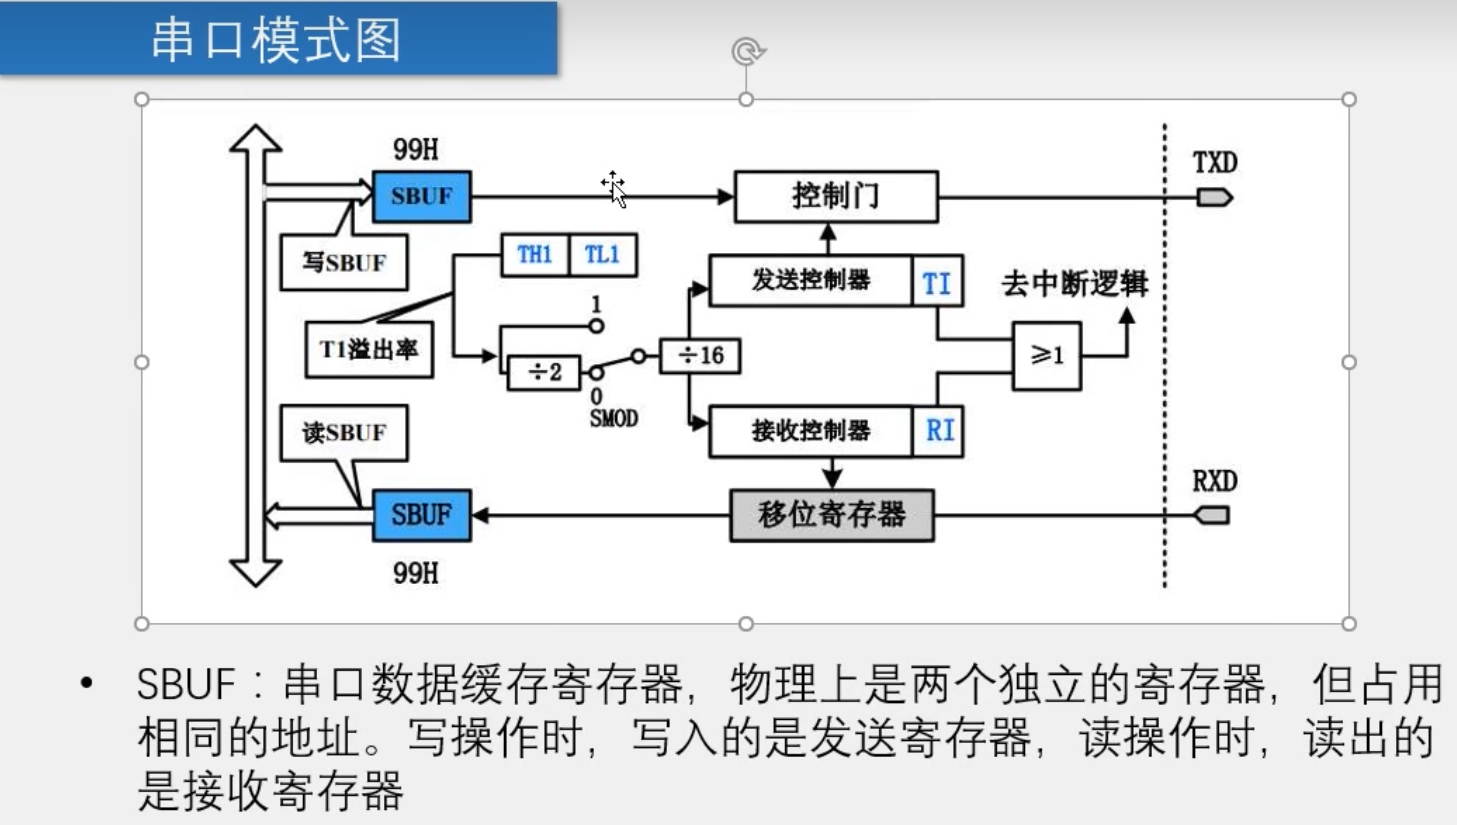 串口模式图
99H
SBUF
控制门
TXD
写SBUF
TH1 TL1
发送控制器 TI
去中断逻辑
1
T1溢出率
÷2
÷16
≥1
0
SMOD
读SBUF
接收控制器 RI
RXD
SBUF
移位寄存器
99H
• SBUF：串口数据缓存寄存器，物理上是两个独立的寄存器，但占用
相同的地址。写操作时，写入的是发送寄存器，读操作时，读出的
是接收寄存器